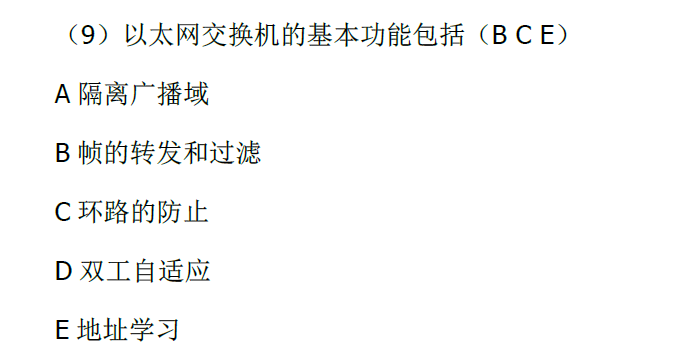 （9）以太网交换机的基本功能包括（B C E）
A 隔离广播域
B 帧的转发和过滤
C 环路的防止
D 双工自适应
E 地址学习